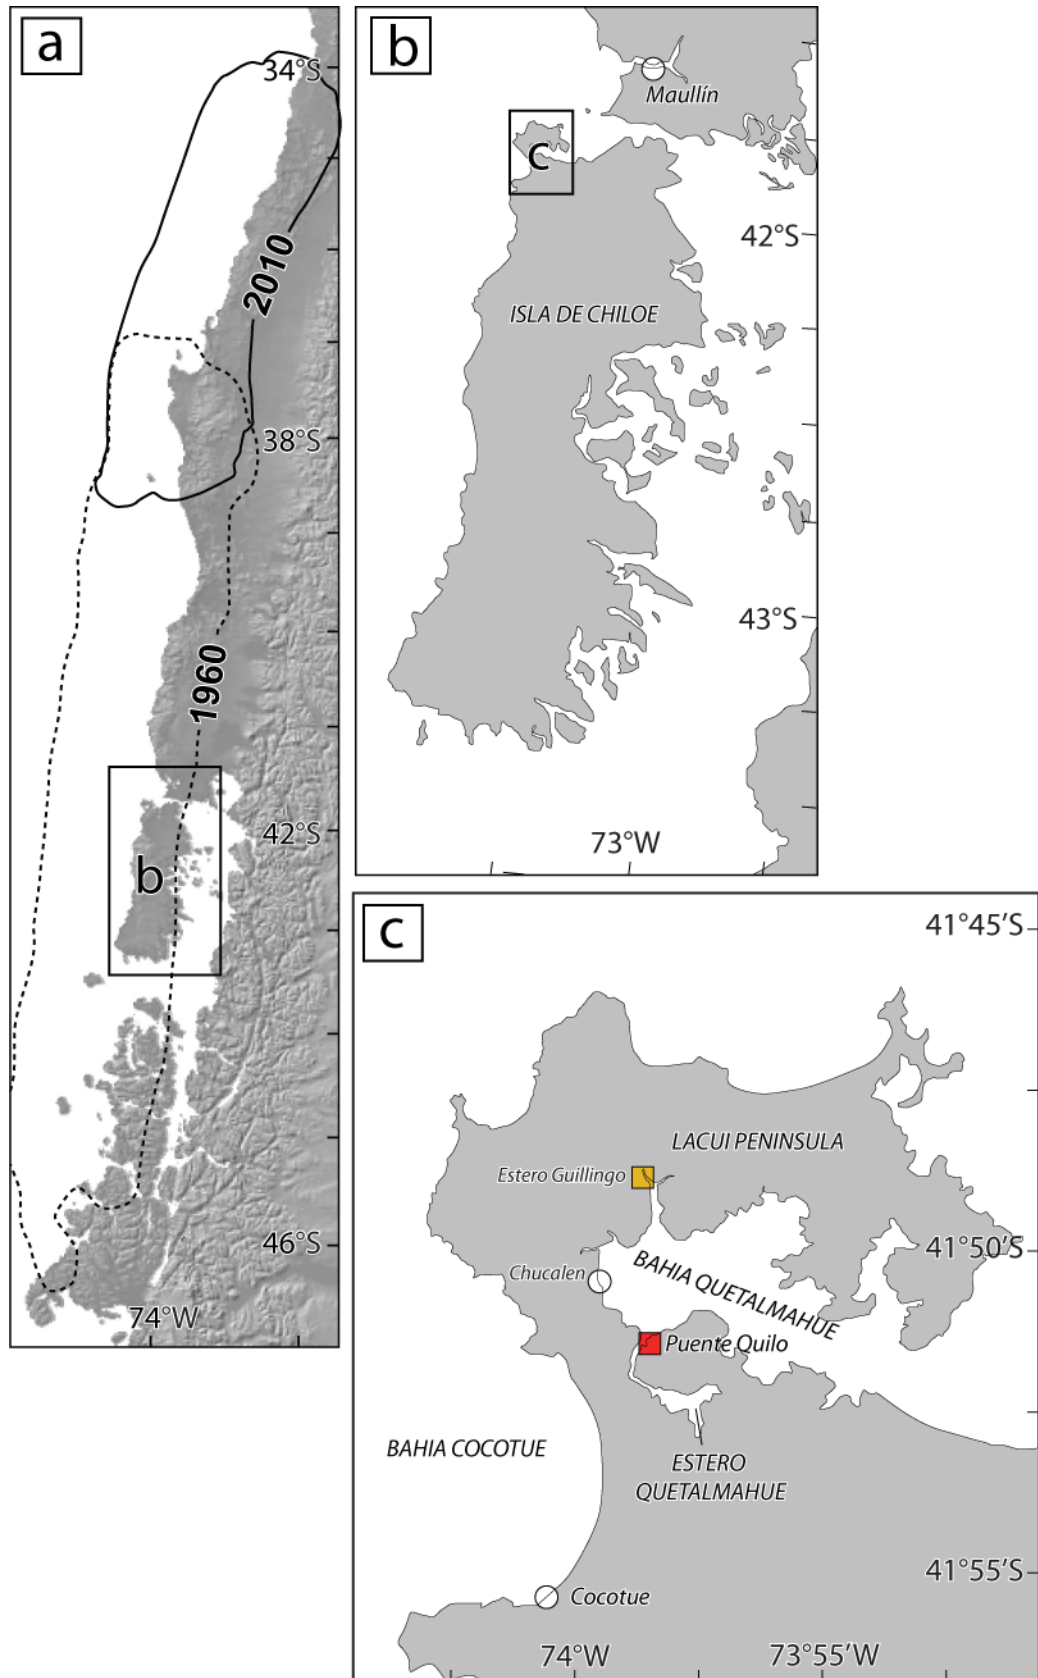 a
34°S
2010
38°S
1960
42°S
b
46°S
74°W
b
Maullín
c
42°S
ISLA DE CHILOE
43°S
73°W
c
41°45'S
LACUI PENINSULA
Estero Guillingo
41°50'S
BAHIA QUETALMAHUE
Chucalen
Puente Quilo
BAHIA COCOTUE
ESTERO
QUETALMAHUE
41°55'S
Cocotue
74°W
73°55'W